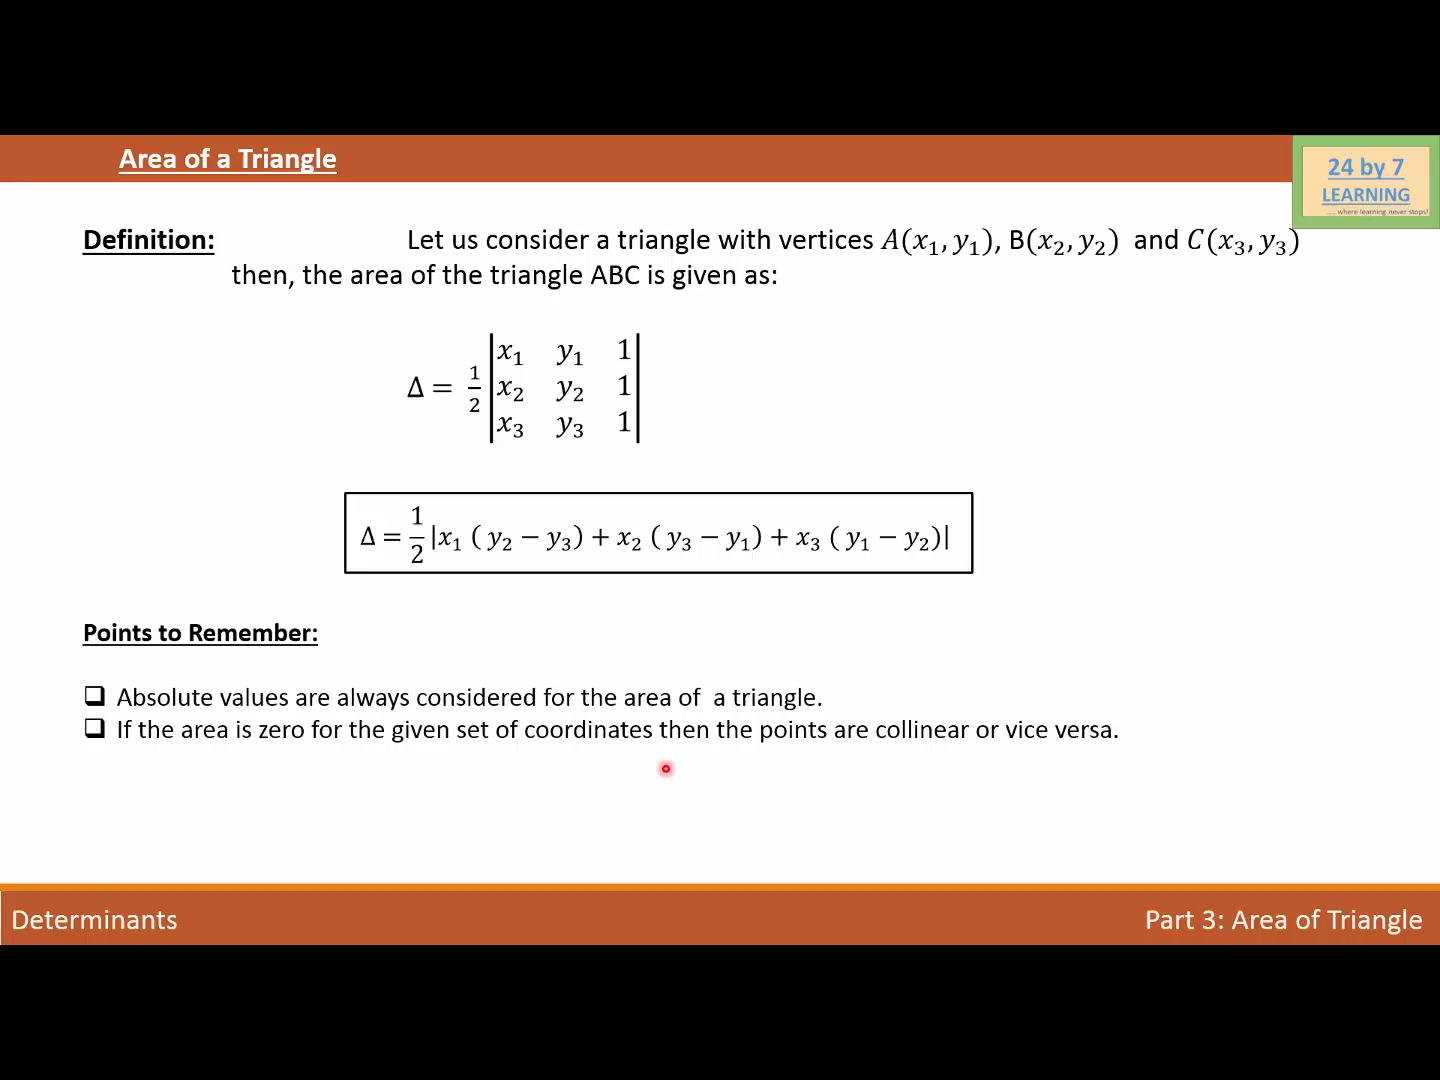 Area of a Triangle
24 by 7
LEARNING
.... where learning never stops!
Definition: Let us consider a triangle with vertices A(x₁, y₁), B(x₂, y₂) and C(x₃, y₃)
then, the area of the triangle ABC is given as:
Δ = 1/2 |x₁ y₁ 1|
|x₂ y₂ 1|
|x₃ y₃ 1|
Δ = 1/2 |x₁ ( y₂ − y₃) + x₂ ( y₃ − y₁) + x₃ ( y₁ − y₂)|
Points to Remember:
❑ Absolute values are always considered for the area of a triangle.
❑ If the area is zero for the given set of coordinates then the points are collinear or vice versa.
Determinants
Part 3: Area of Triangle